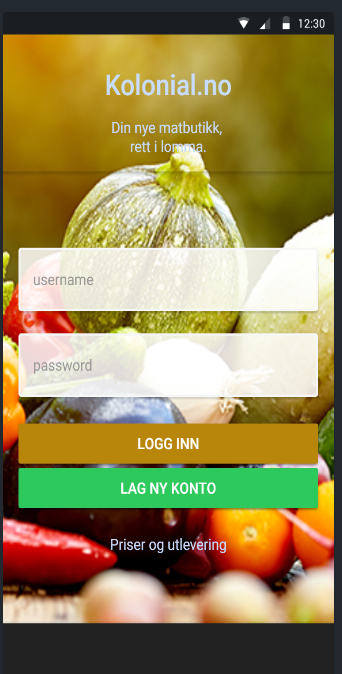 12:30
Kolonial.no
Din nye matbutikk,
rett i lomma.
username
password
LOGG INN
LAG NY KONTO
Priser og utlevering